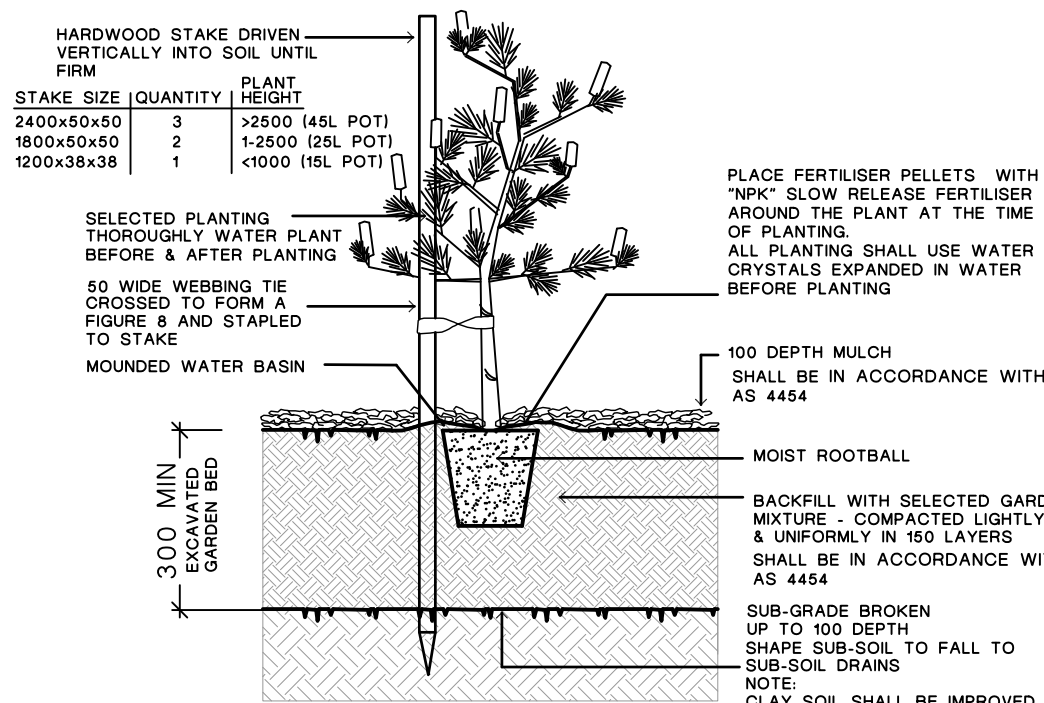 HARDWOOD STAKE DRIVEN
VERTICALLY INTO SOIL UNTIL
FIRM
STAKE SIZE QUANTITY PLANT HEIGHT
2400x50x50 3 >2500 (45L POT)
1800x50x50 2 1-2500 (25L POT)
1200x38x38 1 <1000 (15L POT)
SELECTED PLANTING
THOROUGHLY WATER PLANT
BEFORE & AFTER PLANTING
50 WIDE WEBBING TIE
CROSSED TO FORM A
FIGURE 8 AND STAPLED
TO STAKE
MOUNDED WATER BASIN
300 MIN
EXCAVATED
GARDEN BED
PLACE FERTILISER PELLETS WITH
"NPK" SLOW RELEASE FERTILISER
AROUND THE PLANT AT THE TIME
OF PLANTING.
ALL PLANTING SHALL USE WATER
CRYSTALS EXPANDED IN WATER
BEFORE PLANTING
100 DEPTH MULCH
SHALL BE IN ACCORDANCE WITH
AS 4454
MOIST ROOTBALL
BACKFILL WITH SELECTED
MIXTURE - COMPACTED LIGHTLY
& UNIFORMLY IN 150 LAYERS
SHALL BE IN ACCORDANCE
AS 4454
SUB-GRADE BROKEN
UP TO 100 DEPTH
SHAPE SUB-SOIL TO FALL TO
SUB-SOIL DRAINS
NOTE:
CLAY SOIL SHALL BE IMPROVED